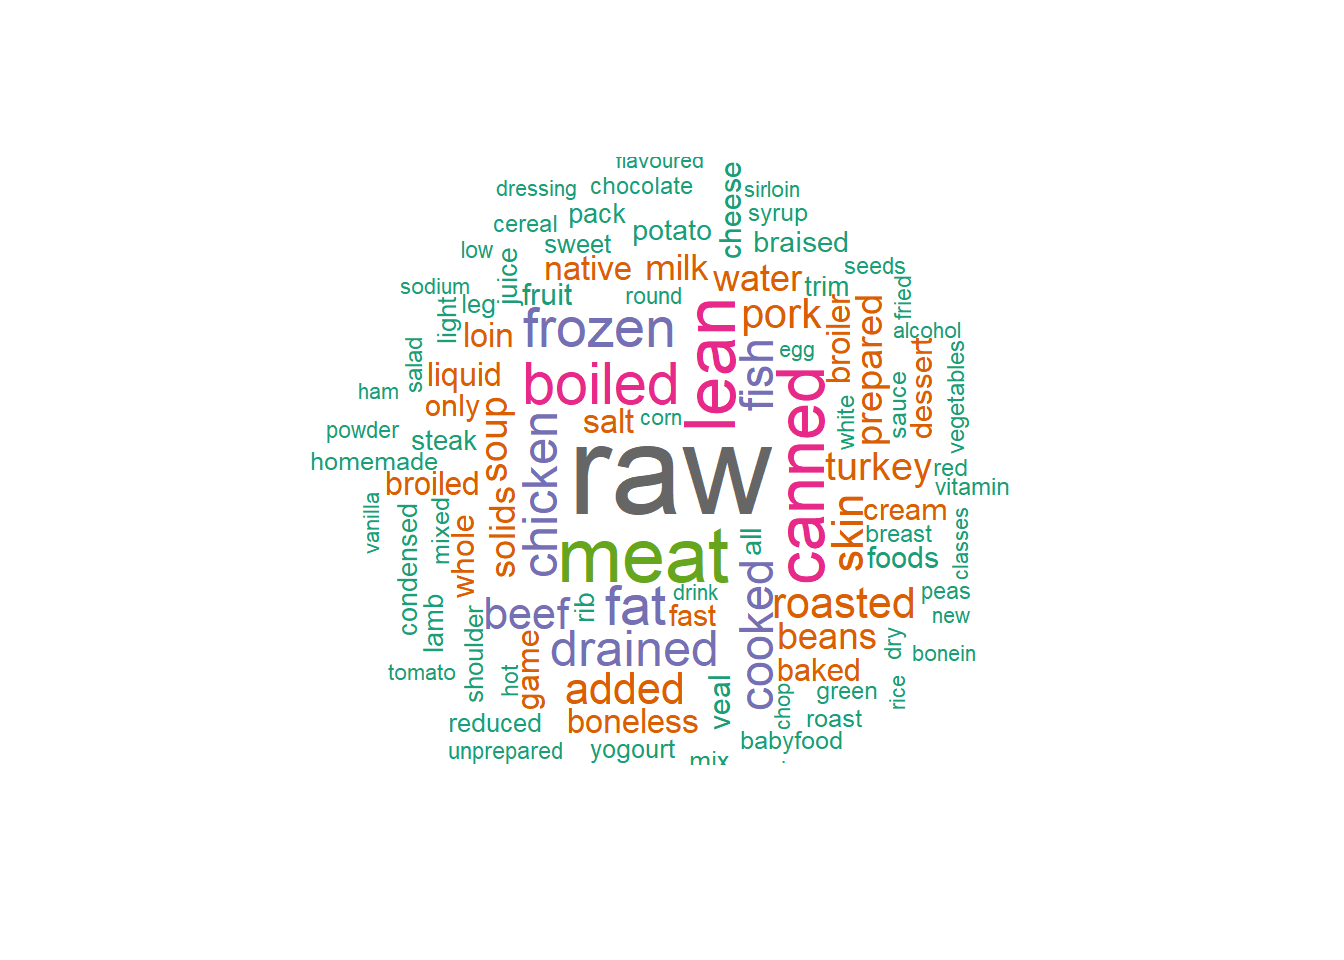 flavoured
dressing
chocolate
cheese
sirloin
cereal
pack
potato
syrup
low
sweet
braised
juice
native
milk
water
seeds
sodium
light
leg
fruit
round
trim
fried
loin
frozen
lean
pork
broiler
prepared
alcohol
salad
liquid
boiled
fish
egg
dessert
vegetables
ham
only
soup
salt
corn
canned
white
sauce
powder
steak
chicken
raw
turkey
red
homemade
broiled
solids
vitamin
vanilla
condensed
mixed
whole
meat
all
skin
cream
breast
foods
classes
lamb
shoulder
beef
rib
fat
drink
fast
cooked
roasted
peas
new
tomato
hot
game
drained
beans
dry
bonein
added
veal
baked
chop
green
rice
reduced
boneless
roast
unprepared
yogourt
mix
babyfood